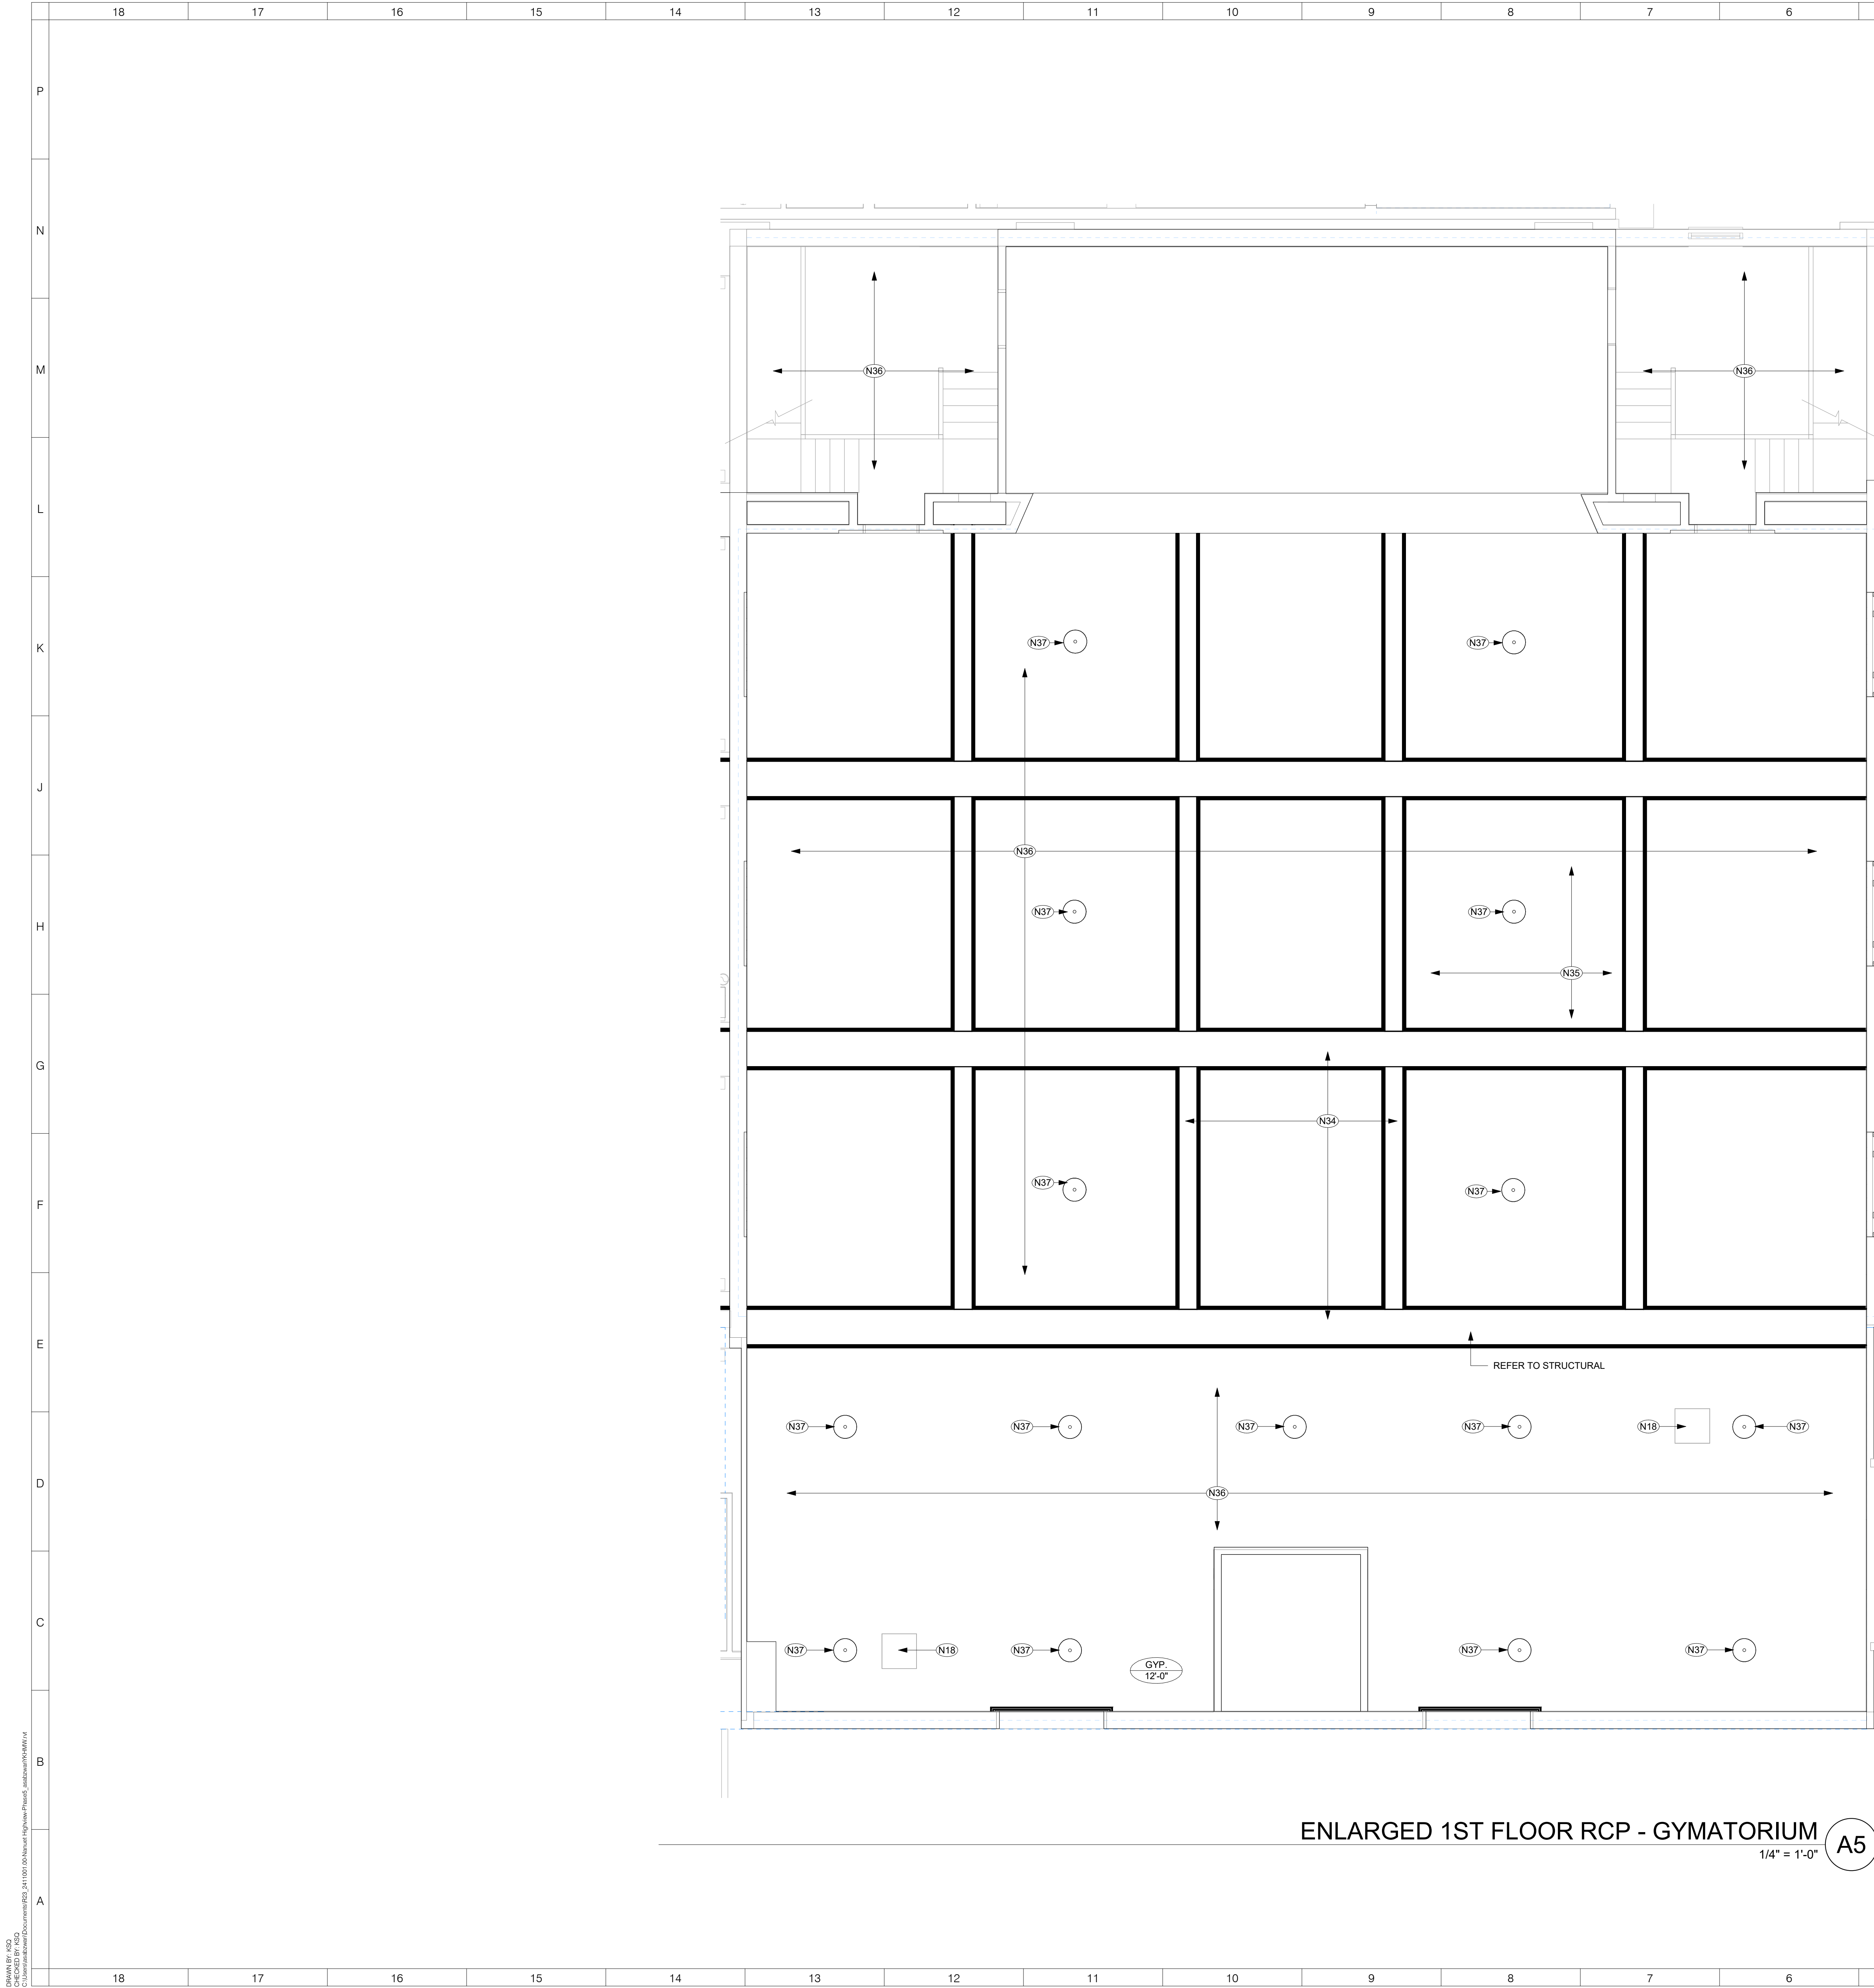 18 17 16 15 14 13 12 11 10 9 8 7 6
P
N
M
L
K
J
H
G
F
E
D
C
B
A
N36
N36
N37
N37
N36
N37
N37
N35
N34
N37
N37
REFER TO STRUCTURAL
N37
N37
N37
N37
N18
N37
N36
N37
N18
N37
N37
N37
GYP.
12'-0"
ENLARGED 1ST FLOOR RCP - GYMATORIUM
A5
1/4" = 1'-0"
DRAWN BY: KSQ
CHECKED BY: KSQ
18 17 16 15 14 13 12 11 10 9 8 7 6